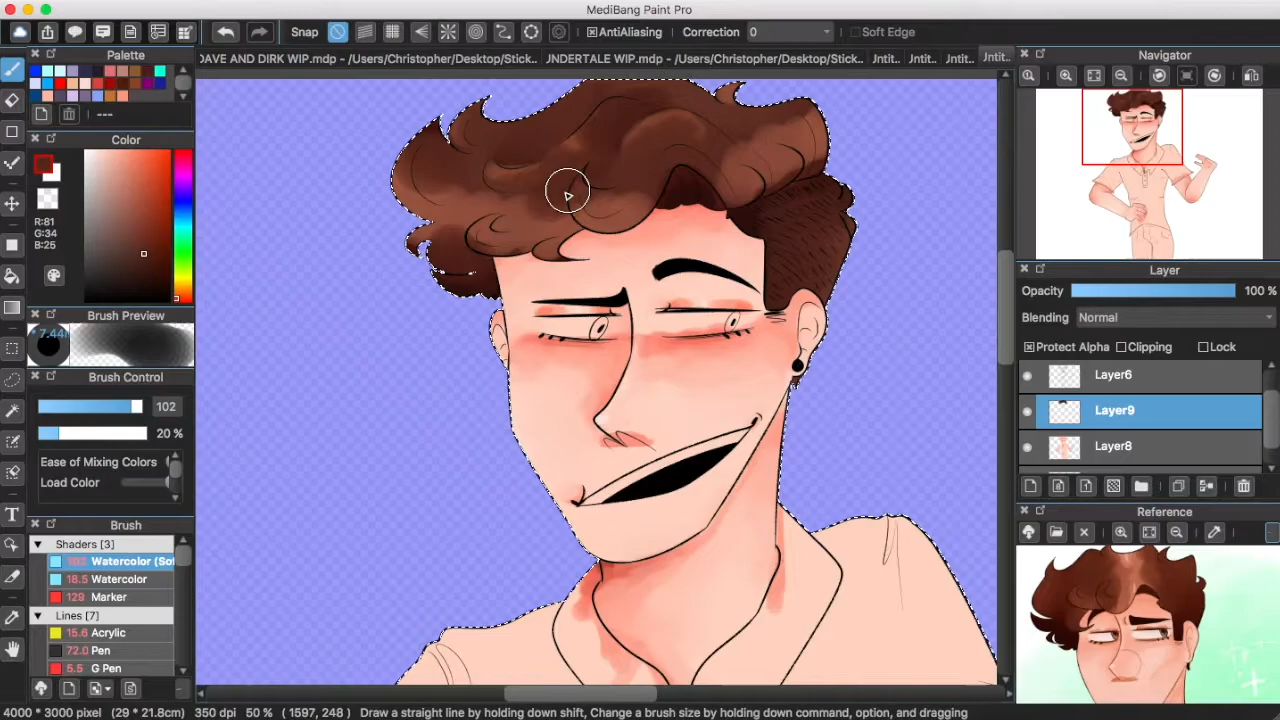 MediBang Paint Pro
Snap
AntiAliasing
Correction 0
Soft Edge
DAVE AND DIRK WIP.mdp - /Users/Christopher/Desktop/Stick...
UNDERTALE WIP.mdp - /Users/Christopher/Desktop/Stick...
Untit...
Untit...
Untit...
Untit...
Palette
---
Color
R:81
G:34
B:25
Brush Preview
7.44
Brush Control
102
20 %
Ease of Mixing Colors
Load Color
Brush
Shaders [3]
102 Watercolor (Sof
18.5 Watercolor
129 Marker
Lines [7]
15.6 Acrylic
72.0 Pen
5.5 G Pen
Navigator
Layer
Opacity 100 %
Blending Normal
Protect Alpha Clipping Lock
Layer6
Layer9
Layer8
Reference
4000 * 3000 pixel (29 * 21.8cm) 350 dpi 50 % ( 1597, 248 ) Draw a straight line by holding down shift, Change a brush size by holding down command, option, and dragging